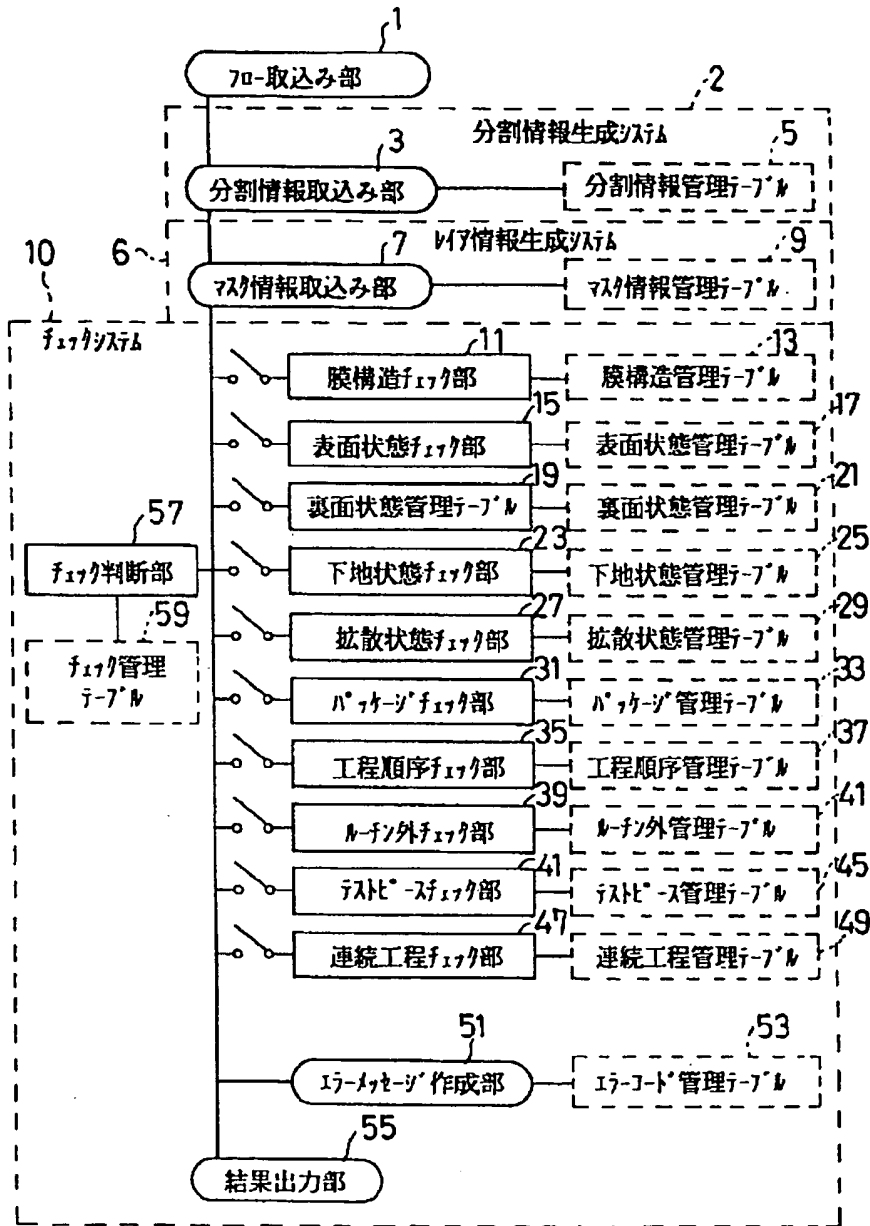 1
フロー取込み部
2
分割情報生成システム
3
5
分割情報取込み部
分割情報管理テーブル
レイア情報生成システム
10
6
7
9
マスク情報取込み部
マスク情報管理テーブル
チェックシステム
11
13
膜構造チェック部
膜構造管理テーブル
15
17
表面状態チェック部
表面状態管理テーブル
19
21
裏面状態管理テーブル
裏面状態管理テーブル
57
23
25
チェック判断部
下地状態チェック部
下地状態管理テーブル
59
27
29
チェック管理
テーブル
拡散状態チェック部
拡散状態管理テーブル
31
33
パッケージチェック部
パッケージ管理テーブル
35
37
工程順序チェック部
工程順序管理テーブル
39
41
ルーチン外チェック部
ルーチン外管理テーブル
41
45
テストピースチェック部
テストピース管理テーブル
47
49
連続工程チェック部
連続工程管理テーブル
51
53
エラーメッセージ作成部
エラーコード管理テーブル
55
結果出力部